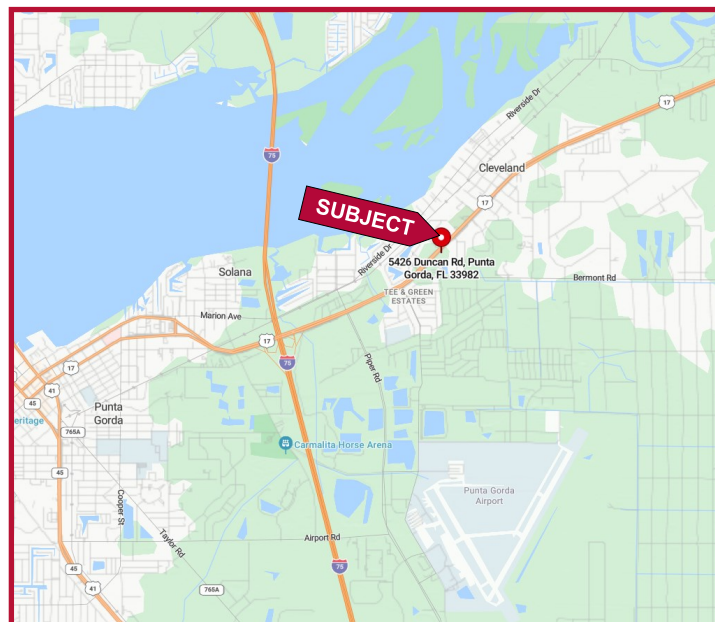 17
Riverside Dr
Cleveland
75
17
SUBJECT
5426 Duncan Rd, Punta
Gorda, FL 33982
Riverside Dr
Solana
Bermont Rd
TEE & GREEN
ESTATES
Marion Ave
17
75
Piper Rd
17
41
45
Punta
Gorda
eritage
765A
Carmalita Horse Arena
45
Punta Gorda
Airport
Cooper St
Taylor Rd
Airport Rd
75
45
41
765A